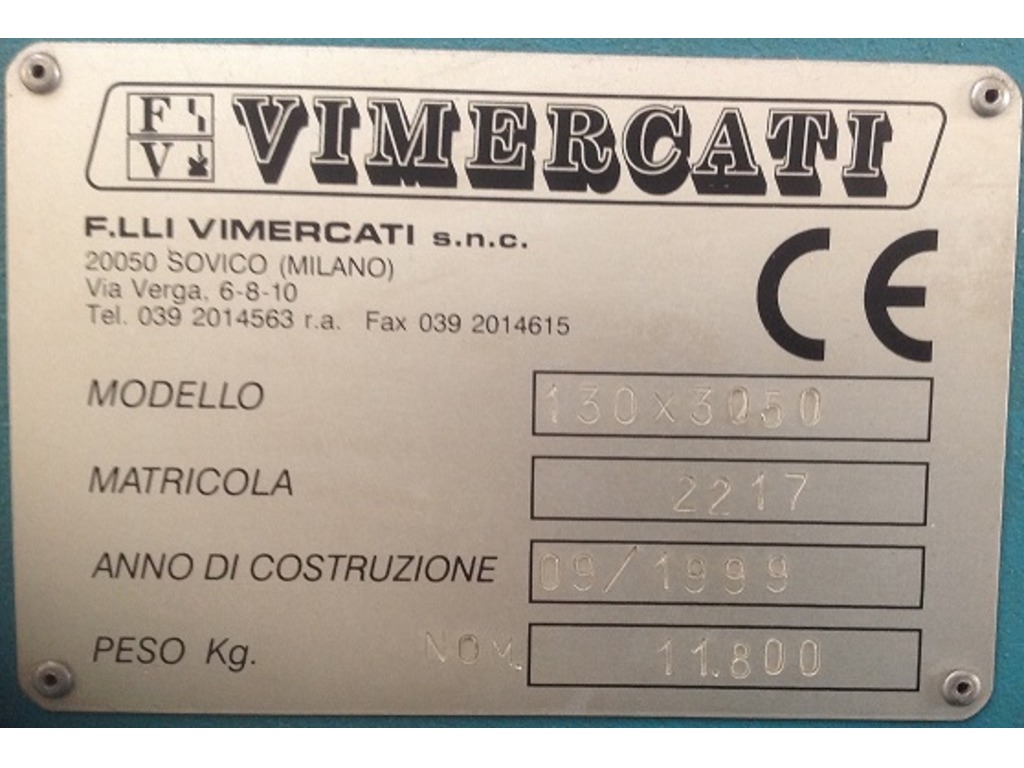 F V VIMERCATI
F.LLI VIMERCATI s.n.c.
20050 SOVICO (MILANO)
Via Verga, 6-8-10
Tel. 039 2014563 r.a. Fax 039 2014615
CE
MODELLO 130x3050
MATRICOLA 2217
ANNO DI COSTRUZIONE 09/1999
PESO Kg. NOM. 11.800